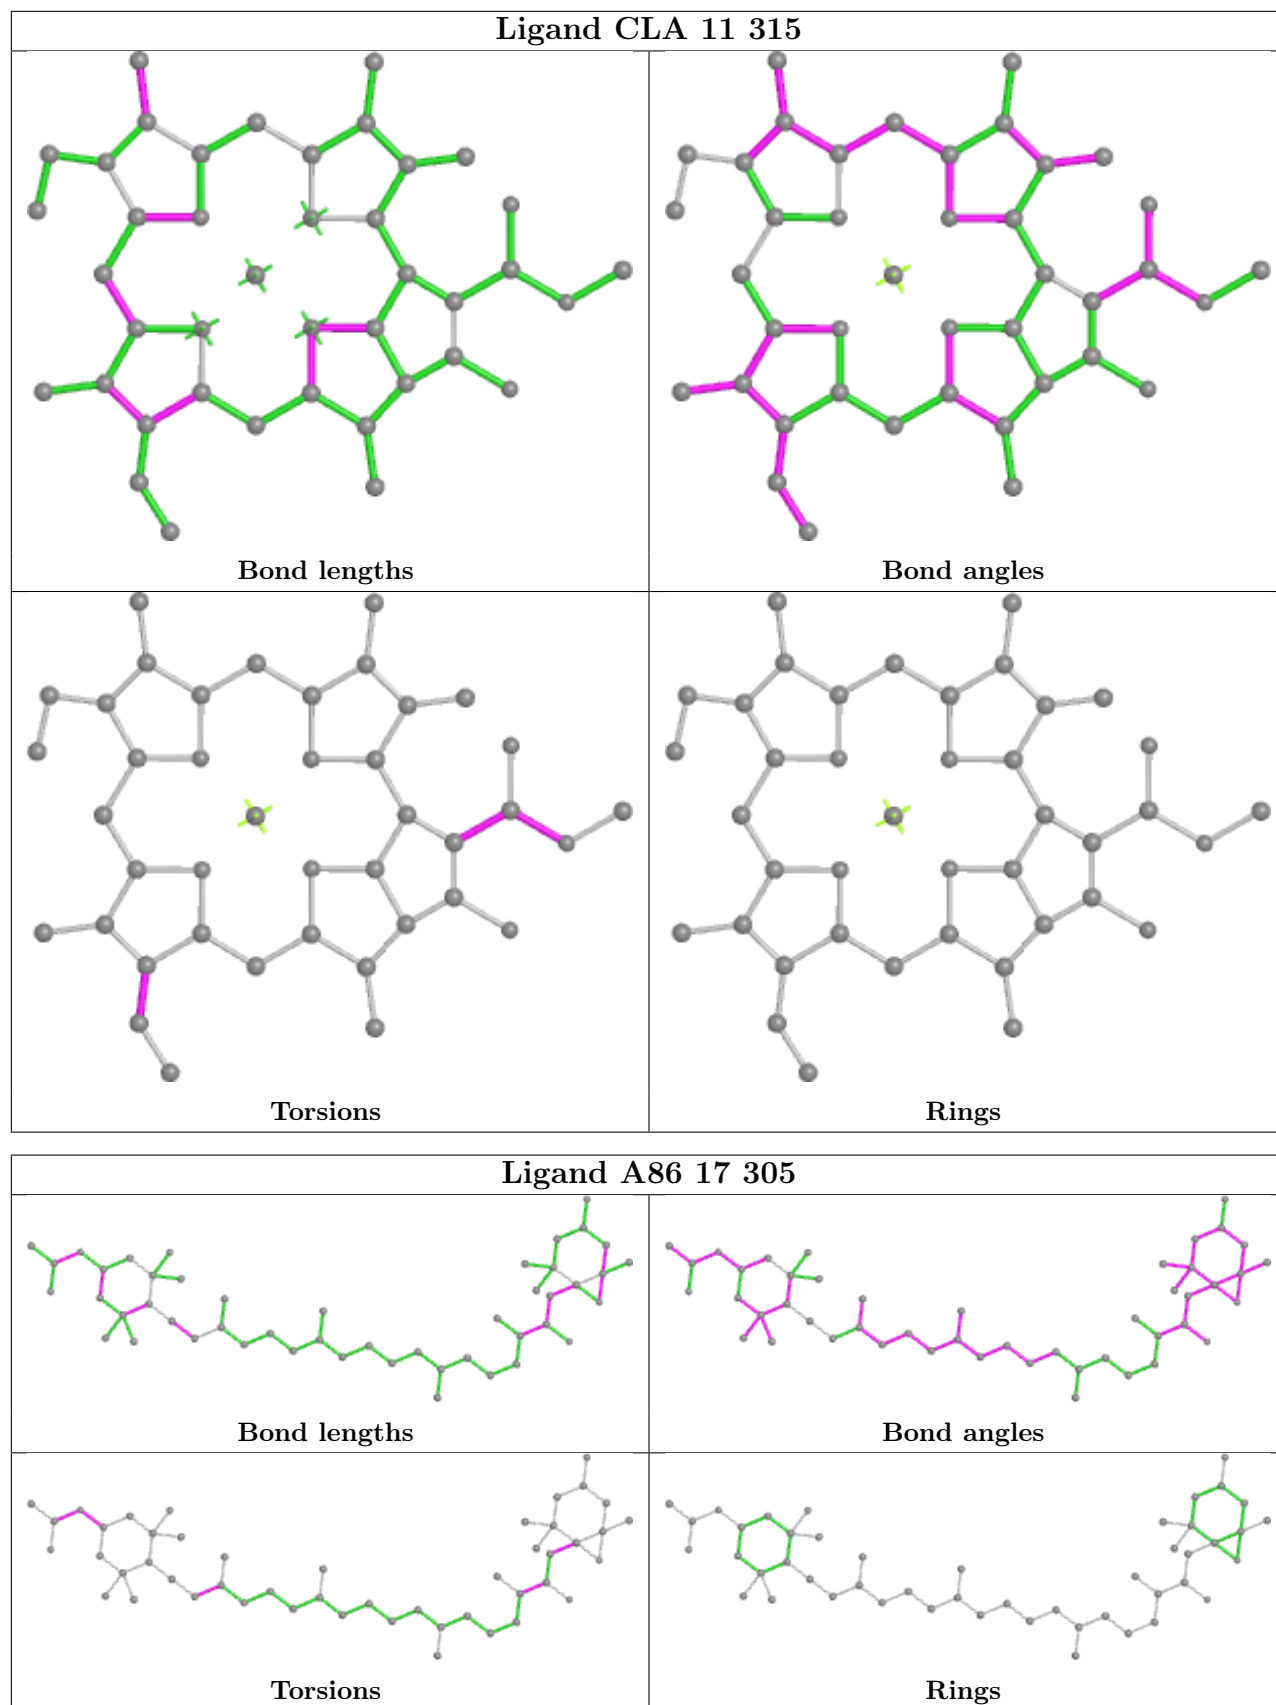 Ligand CLA 11 315
Bond lengths
Bond angles
Torsions
Rings
Ligand A86 17 305
Bond lengths
Bond angles
Torsions
Rings